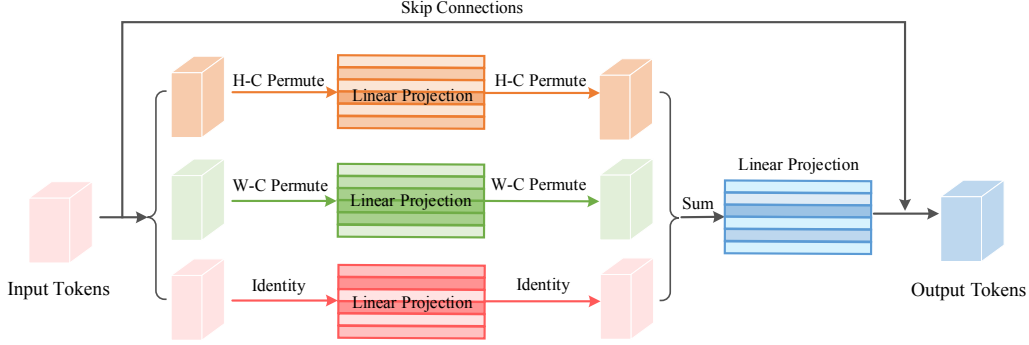 Skip Connections
H-C Permute
Linear Projection
H-C Permute
W-C Permute
Linear Projection
W-C Permute
Identity
Linear Projection
Identity
Input Tokens
Sum
Linear Projection
Output Tokens